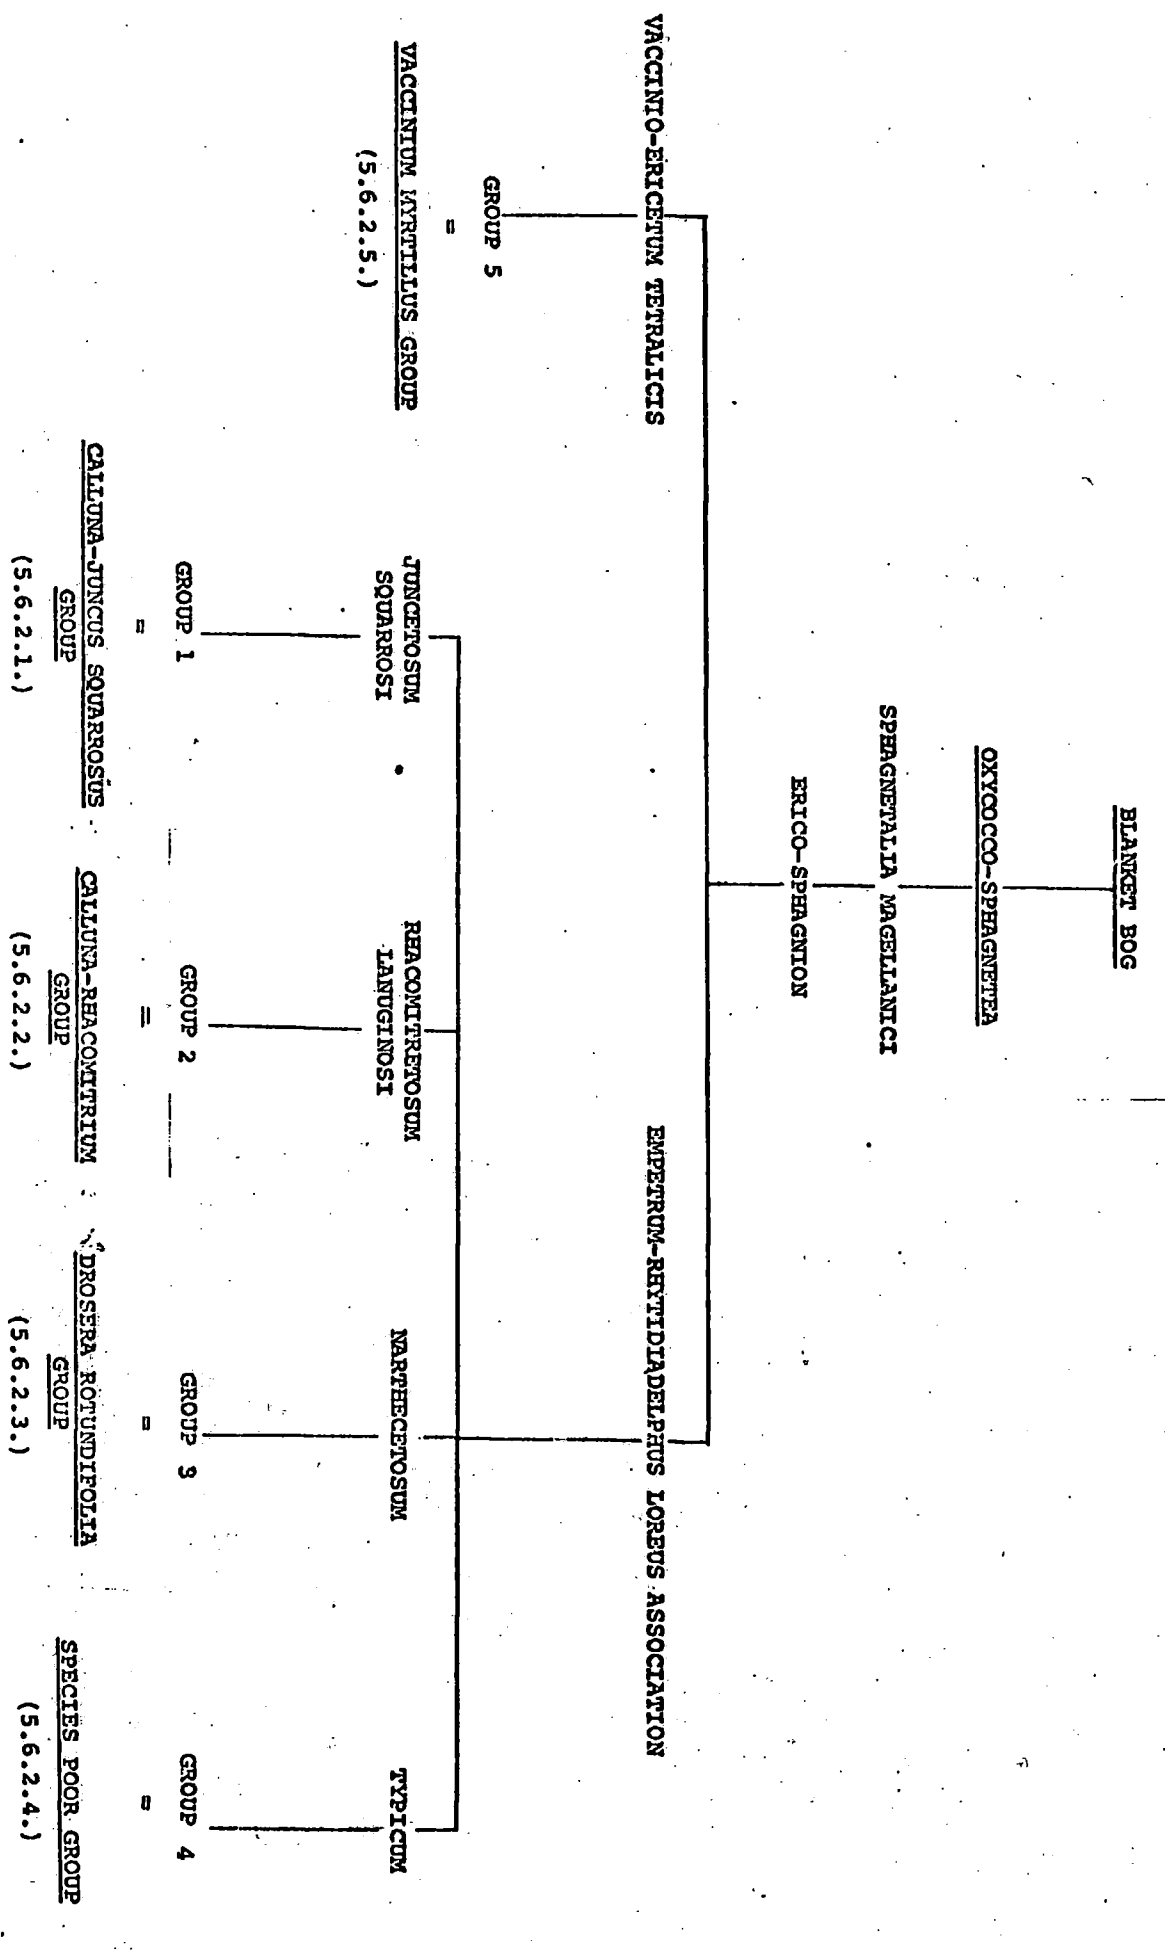 BLANKET BOG
OXYCOCCO-SPHAGNETEA
SPHAGNETALIA MAGELLANICI
ERICO-SPHAGNION
VACCINIO-ERICETUM TETRALICIS
EMPETRUM-RHYTIDIADELPHUS LOREUS ASSOCIATION
GROUP 5
=
VACCINIUM MYRTILLUS GROUP
(5.6.2.5.)
JUNCETOSUM
SQUARROSI
RHACOMITRETOSUM
LANUGINOSI
NARTHECETOSUM
TYPICUM
GROUP 1
GROUP 2
GROUP 3
GROUP 4
=
=
=
=
CALLUNA-JUNCUS SQUARROSUS
GROUP
(5.6.2.1.)
CALLUNA-RHACOMITRIUM
GROUP
(5.6.2.2.)
DROSERA ROTUNDIFOLIA
GROUP
(5.6.2.3.)
SPECIES POOR GROUP
(5.6.2.4.)